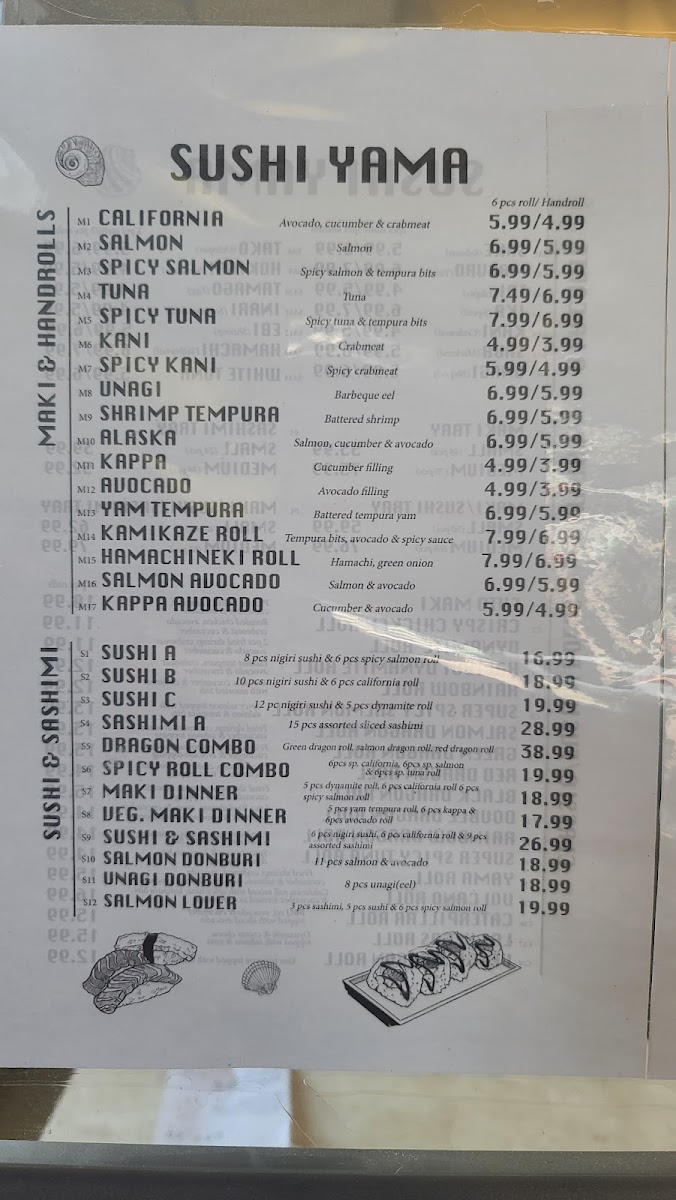 SUSHI YAMA
6 pcs roll/ Handroll
MAKI & HANDROLLS
M1 CALIFORNIA Avocado, cucumber & crabmeat 5.99/4.99
M2 SALMON Salmon 6.99/5.99
M3 SPICY SALMON Spicy salmon & tempura bits 6.99/5.99
M4 TUNA Tuna 7.49/6.99
M5 SPICY TUNA Spicy tuna & tempura bits 7.99/6.99
M6 KANI Crabmeat 4.99/3.99
M7 SPICY KANI Spicy crabmeat 5.99/4.99
M8 UNAGI Barbeque eel 6.99/5.99
M9 SHRIMP TEMPURA Battered shrimp 6.99/5.99
M10 ALASKA Salmon, cucumber & avocado 6.99/5.99
M11 KAPPA Cucumber filling 4.99/3.99
M12 AVOCADO Avocado filling 4.99/3.99
M13 YAM TEMPURA Battered tempura yam 6.99/5.99
M14 KAMIKAZE ROLL Tempura bits, avocado & spicy sauce 7.99/6.99
M15 HAMACHINEKI ROLL Hamachi, green onion 7.99/6.99
M16 SALMON AVOCADO Salmon & avocado 6.99/5.99
M17 KAPPA AVOCADO Cucumber & avocado 5.99/4.99
SUSHI & SASHIMI
S1 SUSHI A 8 pcs nigiri sushi & 6 pcs spicy salmon roll 16.99
S2 SUSHI B 10 pcs nigiri sushi & 6 pcs california roll 18.99
S3 SUSHI C 12 pc nigiri sushi & 5 pcs dynamite roll 19.99
S4 SASHIMI A 15 pcs assorted sliced sashimi 28.99
S5 DRAGON COMBO Green dragon roll, salmon dragon roll, red dragon roll 38.99
S6 SPICY ROLL COMBO 6pcs sp. california, 6pcs sp. salmon
& 6pcs sp. tuna roll 19.99
S7 MAKI DINNER 5 pcs dynamite roll, 6 pcs california roll 6 pcs
spicy salmon roll 18.99
S8 VEG. MAKI DINNER 5 pcs yam tempura roll, 6 pcs kappa &
6pcs avocado roll 17.99
S9 SUSHI & SASHIMI 6 pcs nigiri sushi, 6 pcs california roll & 9 pcs
assorted sashimi 26.99
S10 SALMON DONBURI 11 pcs salmon & avocado 18.99
S11 UNAGI DONBURI 8 pcs unagi(eel) 18.99
S12 SALMON LOVER 3 pcs sashimi, 5 pcs sushi & 6 pcs spicy salmon roll 19.99